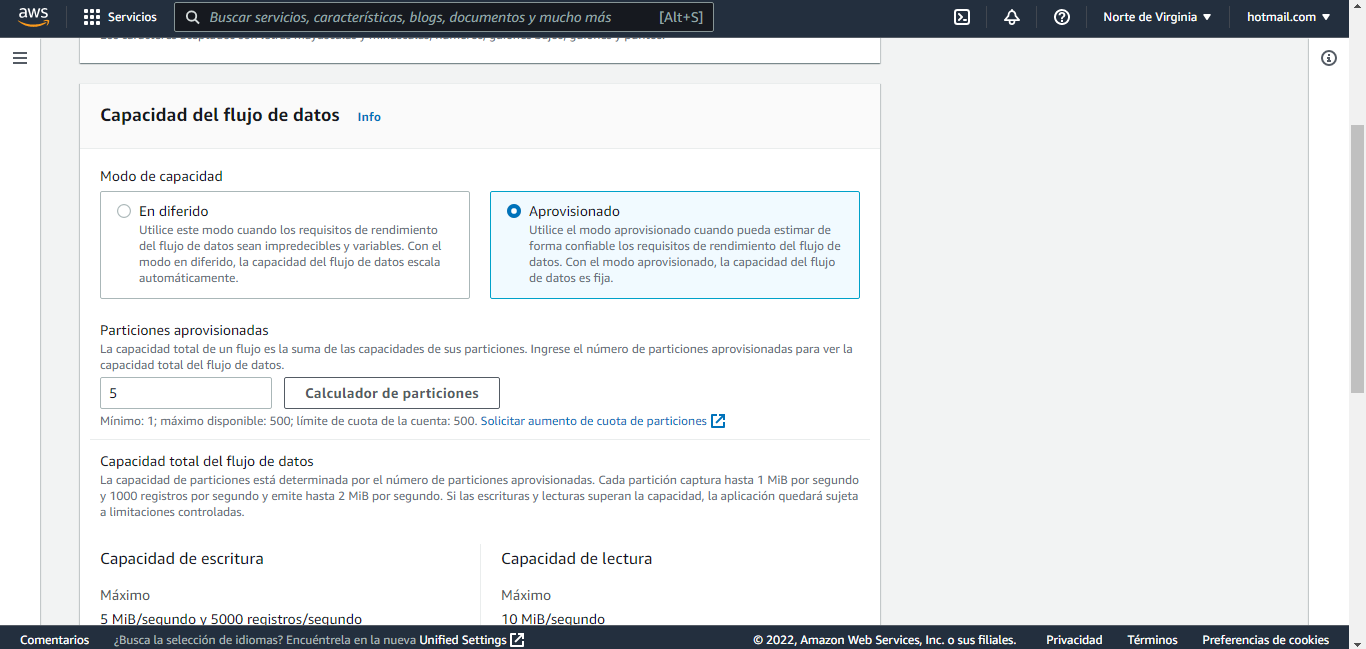 aws
Servicios
Buscar servicios, características, blogs, documentos y mucho más [Alt+S]
Norte de Virginia
hotmail.com
Capacidad del flujo de datos Info
Modo de capacidad
En diferido
Utilice este modo cuando los requisitos de rendimiento
del flujo de datos sean impredecibles y variables. Con el
modo en diferido, la capacidad del flujo de datos escala
automáticamente.
Aprovisionado
Utilice el modo aprovisionado cuando pueda estimar de
forma confiable los requisitos de rendimiento del flujo de
datos. Con el modo aprovisionado, la capacidad del flujo
de datos es fija.
Particiones aprovisionadas
La capacidad total de un flujo es la suma de las capacidades de sus particiones. Ingrese el número de particiones aprovisionadas para ver la
capacidad total del flujo de datos.
5
Calculador de particiones
Mínimo: 1; máximo disponible: 500; límite de cuota de la cuenta: 500. Solicitar aumento de cuota de particiones
Capacidad total del flujo de datos
La capacidad de particiones está determinada por el número de particiones aprovisionadas. Cada partición captura hasta 1 MiB por segundo
y 1000 registros por segundo y emite hasta 2 MiB por segundo. Si las escrituras y lecturas superan la capacidad, la aplicación quedará sujeta
a limitaciones controladas.
Capacidad de escritura
Máximo
5 MiB/segundo y 5000 registros/segundo
Capacidad de lectura
Máximo
10 MiB/segundo
Comentarios
¿Busca la selección de idiomas? Encuéntrela en la nueva Unified Settings
© 2022, Amazon Web Services, Inc. o sus filiales.
Privacidad
Términos
Preferencias de cookies